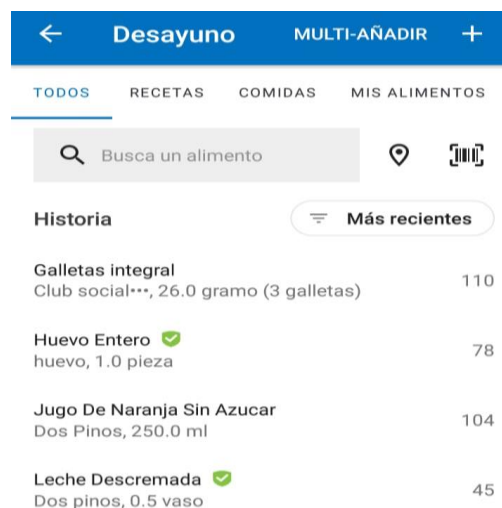 Desayuno MULTI-AÑADIR
TODOS RECETAS COMIDAS MIS ALIMENTOS
Busca un alimento
Historia Más recientes
Galletas integral
Club social•••, 26.0 gramo (3 galletas) 110
Huevo Entero
huevo, 1.0 pieza 78
Jugo De Naranja Sin Azucar
Dos Pinos, 250.0 ml 104
Leche Descremada
Dos pinos, 0.5 vaso 45